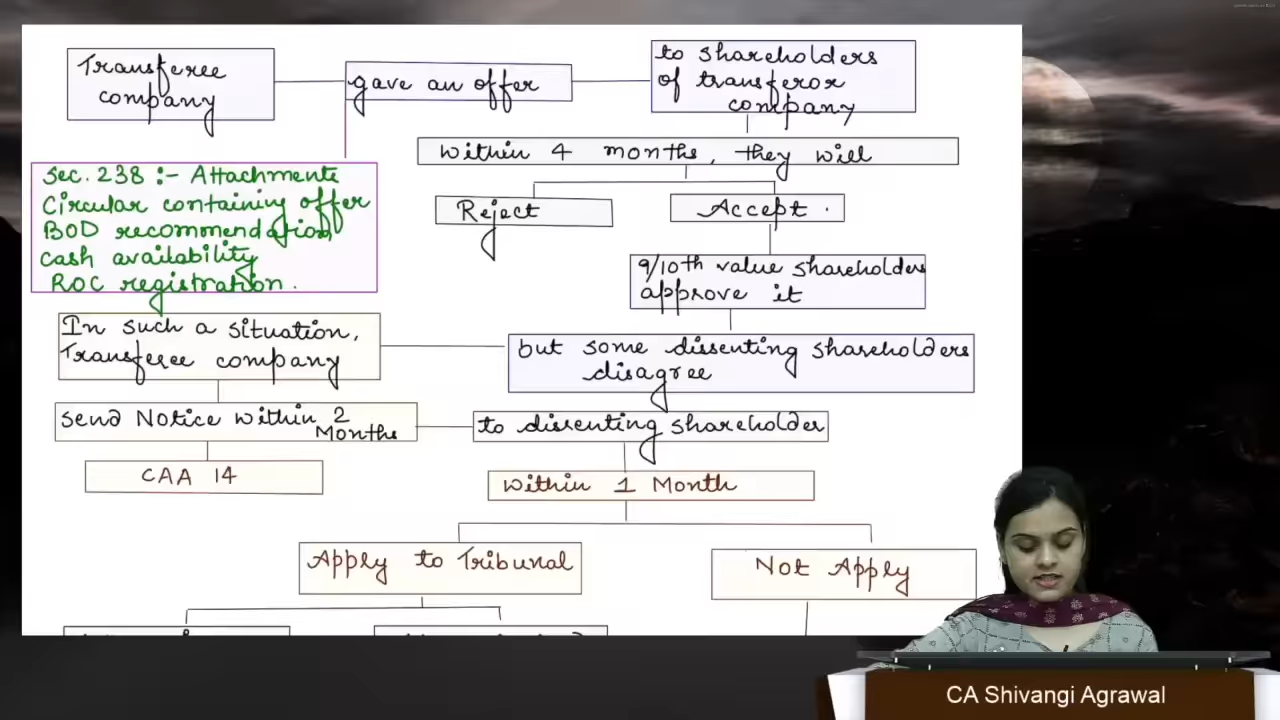 Transferee
company
gave an offer
to shareholders
of transferor
company
within 4 months, they will
Reject
Accept.
9/10th value shareholders
approve it
Sec. 238 :- Attachments
Circular containing offer
BOD recommendation
cash availability
ROC registration.
but some dissenting shareholders
disagree
In such a situation,
Transferee company
send Notice within 2
Months
to dissenting shareholder
CAA 14
within 1 Month
Apply to Tribunal
Not Apply
CA Shivangi Agrawal